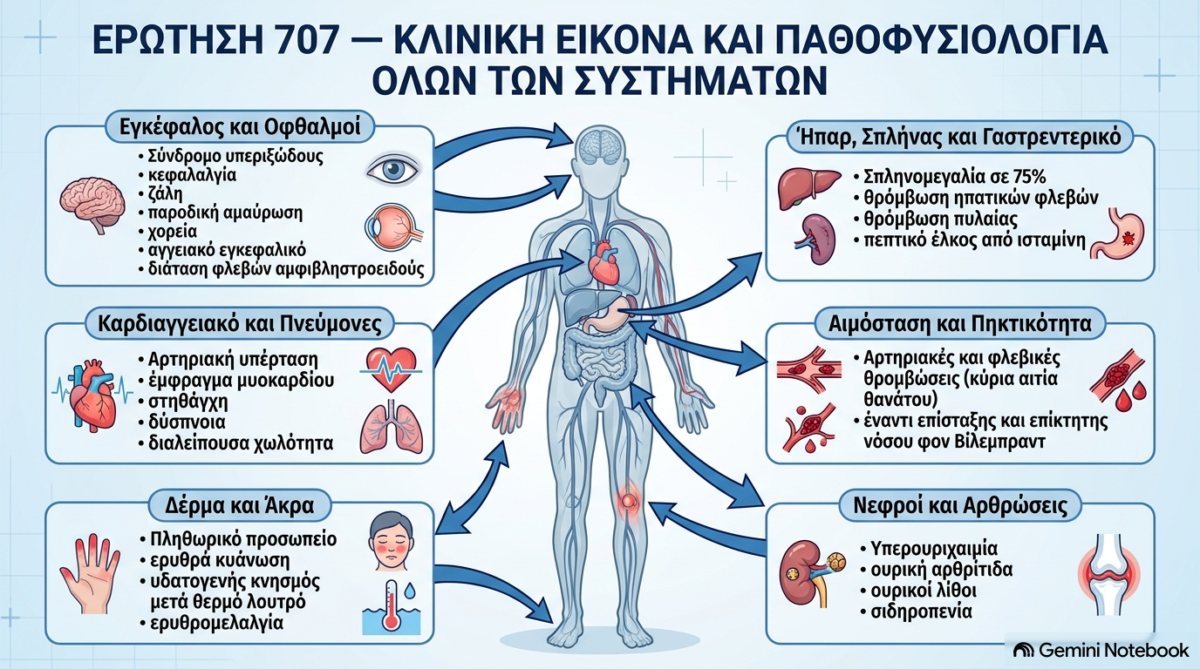 ΕΡΩΤΗΣΗ 707 — ΚΛΙΝΙΚΗ ΕΙΚΟΝΑ ΚΑΙ ΠΑΘΟΦΥΣΙΟΛΟΓΙΑ
ΟΛΩΝ ΤΩΝ ΣΥΣΤΗΜΑΤΩΝ
Εγκέφαλος και Οφθαλμοί
• Σύνδρομο υπεριξώδους
• κεφαλαλγία
• ζάλη
• παροδική αμαύρωση
• χορεία
• αγγειακό εγκεφαλικό
• διάταση φλεβών αμφιβληστροειδούς
Καρδιαγγειακό και Πνεύμονες
• Αρτηριακή υπέρταση
• έμφραγμα μυοκαρδίου
• στηθάγχη
• δύσπνοια
• διαλείπουσα χωλότητα
Δέρμα και Άκρα
• Πληθωρικό προσωπείο
• ερυθρά κυάνωση
• υδατογενής κνησμός
μετά θερμό λουτρό
• ερυθρομελαλγία
Ήπαρ, Σπλήνας και Γαστρεντερικό
• Σπληνομεγαλία σε 75%
• θρόμβωση ηπατικών φλεβών
• θρόμβωση πυλαίας
• πεπτικό έλκος από ισταμίνη
Αιμόσταση και Πηκτικότητα
• Αρτηριακές και φλεβικές
θρομβώσεις (κύρια αιτία
θανάτου)
• έναντι επίσταξης και επίκτητης
νόσου φον Βίλεμπραντ
Νεφροί και Αρθρώσεις
• Υπερουριχαιμία
• ουρική αρθρίτιδα
• ουρικοί λίθοι
• σιδηροπενία
Gemini Notebook